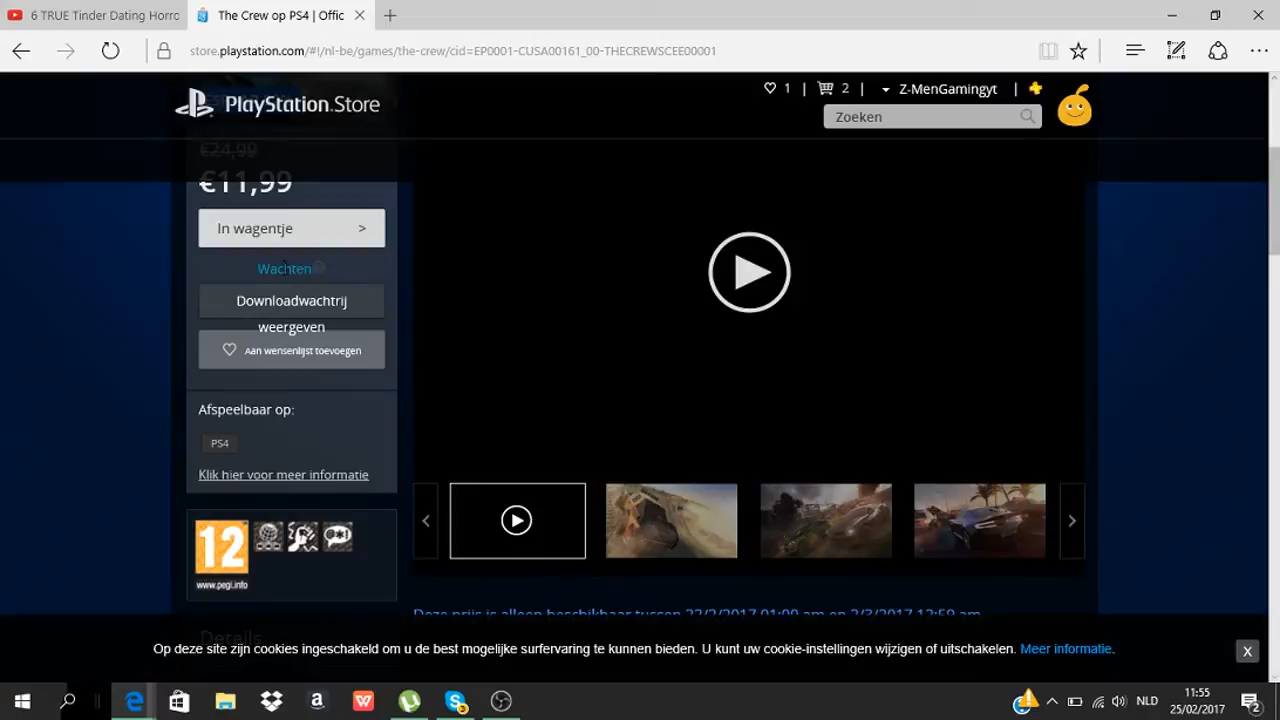 6 TRUE Tinder Dating Horro
The Crew op PS4 | Offic
store.playstation.com/#!/nl-be/games/the-crew/cid=EP0001-CUSA00161_00-THECREWSCEE00001
PlayStation.Store
1 | 2 | Z-MenGamingyt |
Zoeken
€24,99
€11,99
In wagentje >
Wachten
Downloadwachtrij
weergeven
Aan wensenlijst toevoegen
Afspeelbaar op:
PS4
Klik hier voor meer informatie
12
www.pegi.info
Deze prijs is alleen beschikbaar tussen 22/2/2017 01:00 am en 2/3/2017 12:59 am
Details
Op deze site zijn cookies ingeschakeld om u de best mogelijke surfervaring te kunnen bieden. U kunt uw cookie-instellingen wijzigen of uitschakelen. Meer informatie.
X
NLD
11:55
25/02/2017